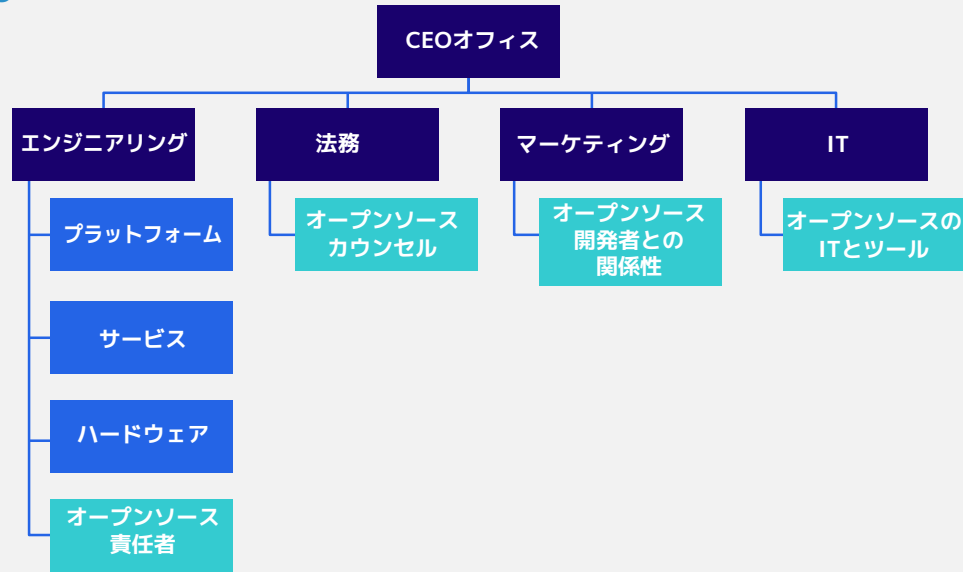 CEOオフィス
エンジニアリング
法務
マーケティング
IT
プラットフォーム
サービス
ハードウェア
オープンソース
責任者
オープンソース
カウンセル
オープンソース
開発者との
関係性
オープンソースの
ITとツール